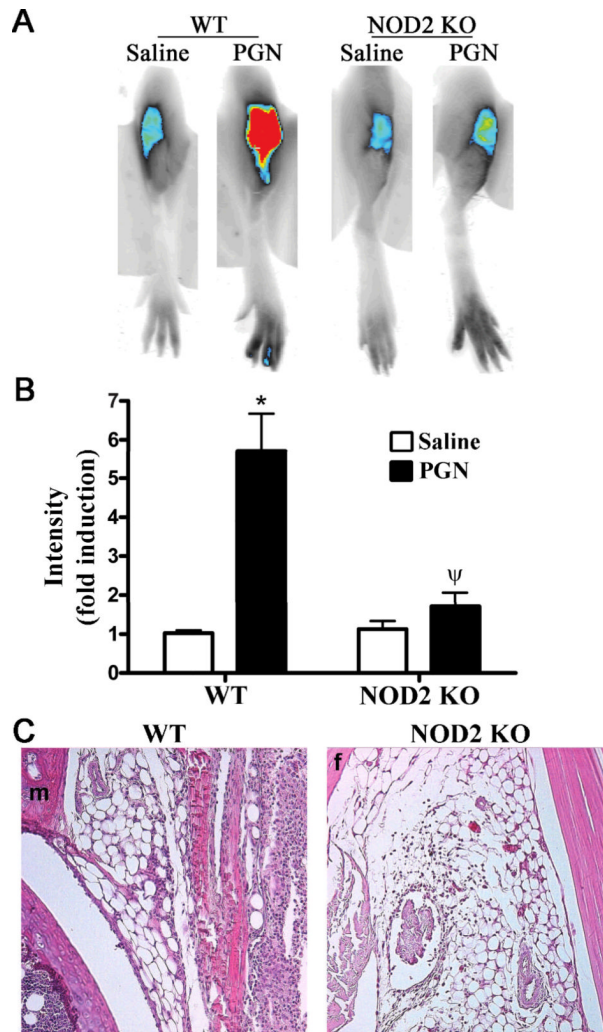 A
WT NOD2 KO
Saline PGN Saline PGN
B
7
6
5
4
3
2
1
0
Intensity
(fold induction)
*
ψ
Saline
PGN
WT NOD2 KO
C
WT NOD2 KO
m f